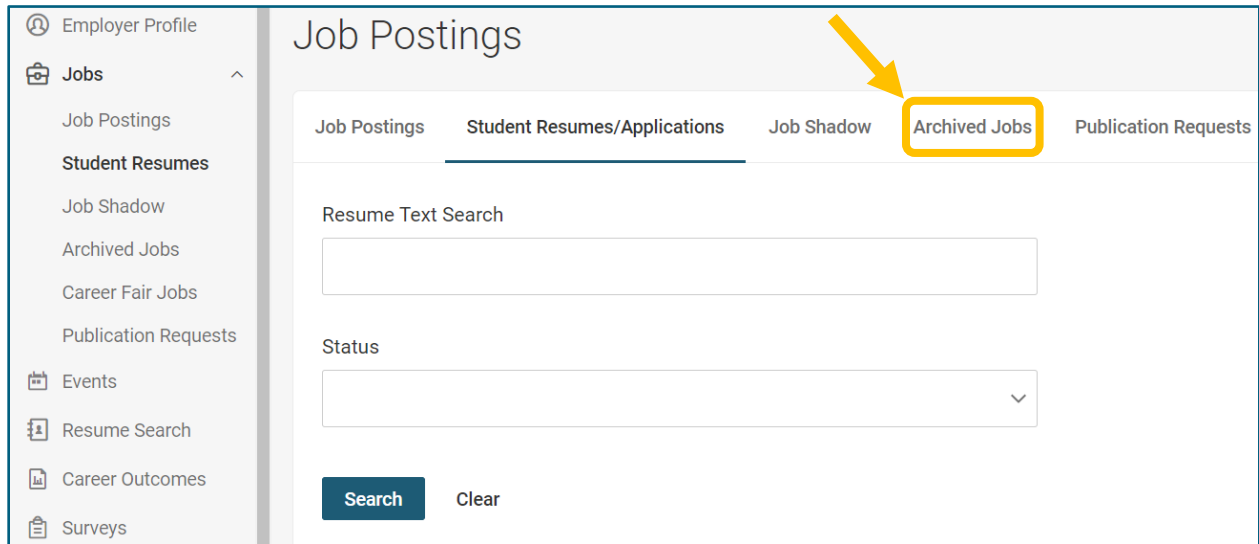 Employer Profile
Jobs
Job Postings
Student Resumes
Job Shadow
Archived Jobs
Career Fair Jobs
Publication Requests
Events
Resume Search
Career Outcomes
Surveys
Job Postings
Job Postings Student Resumes/Applications Job Shadow Archived Jobs Publication Requests
Resume Text Search
Status
Search Clear